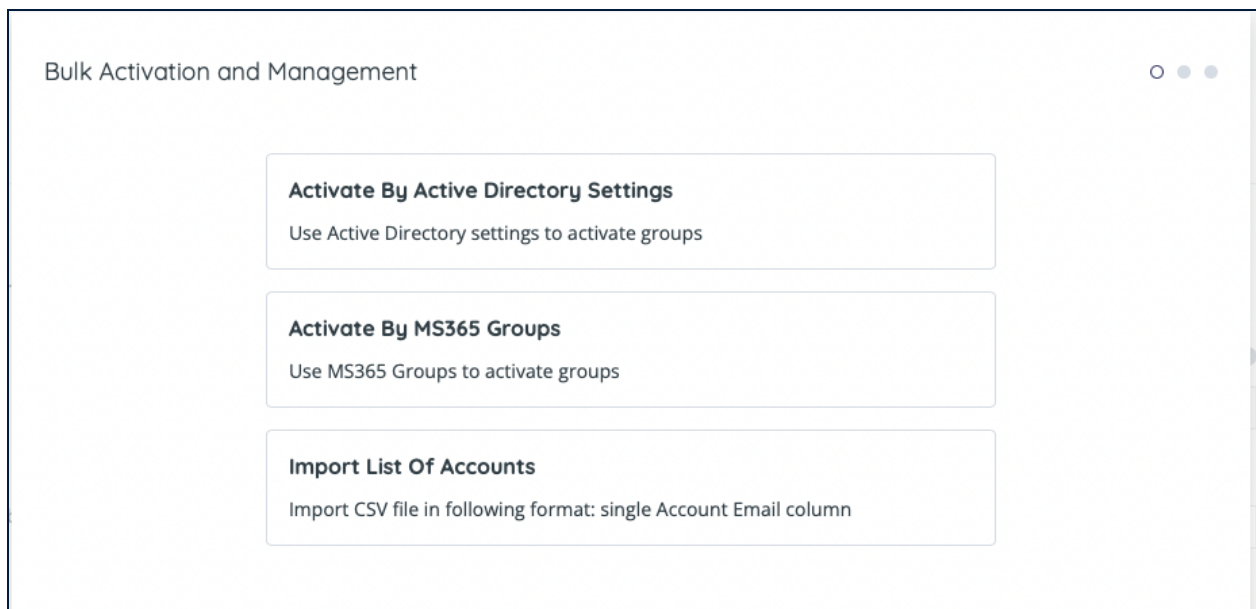 Bulk Activation and Management
Activate By Active Directory Settings
Use Active Directory settings to activate groups
Activate By MS365 Groups
Use MS365 Groups to activate groups
Import List Of Accounts
Import CSV file in following format: single Account Email column